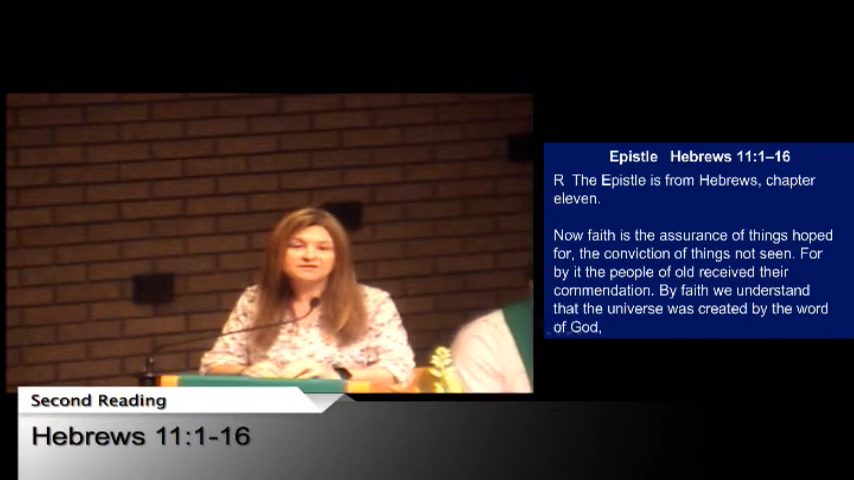 Epistle Hebrews 11:1–16
R The Epistle is from Hebrews, chapter
eleven.
Now faith is the assurance of things hoped
for, the conviction of things not seen. For
by it the people of old received their
commendation. By faith we understand
that the universe was created by the word
of God,
Second Reading
Hebrews 11:1-16